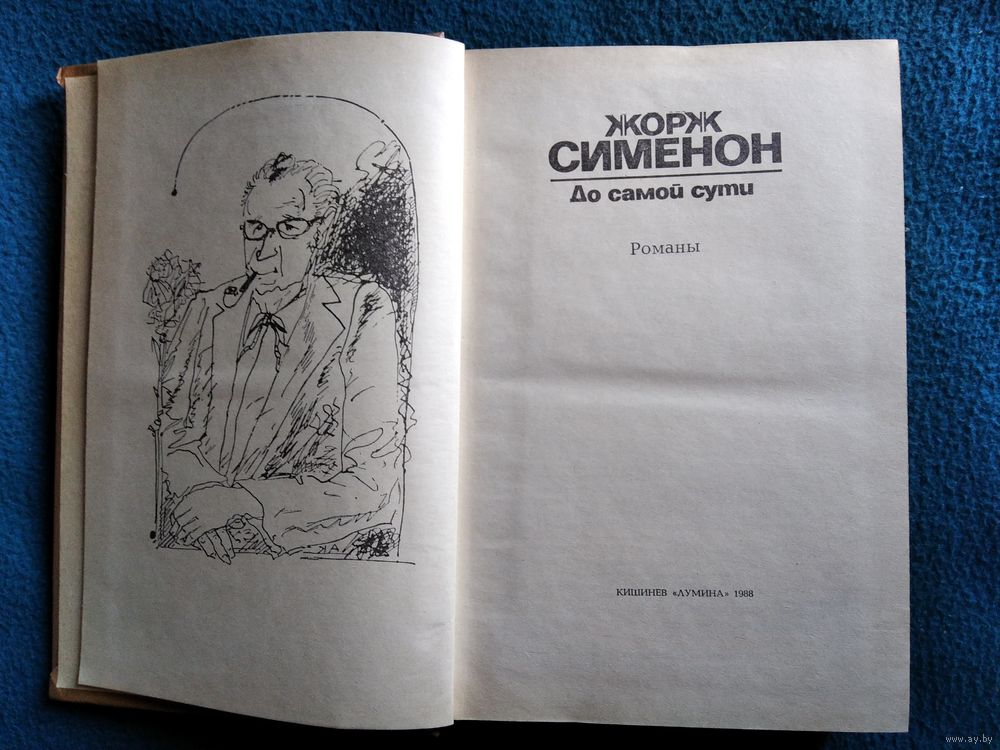 ЖОРЖ
СИМЕНОН
До самой сути
Романы
КИШИНЕВ «ЛУМИНА» 1988
www.ay.by